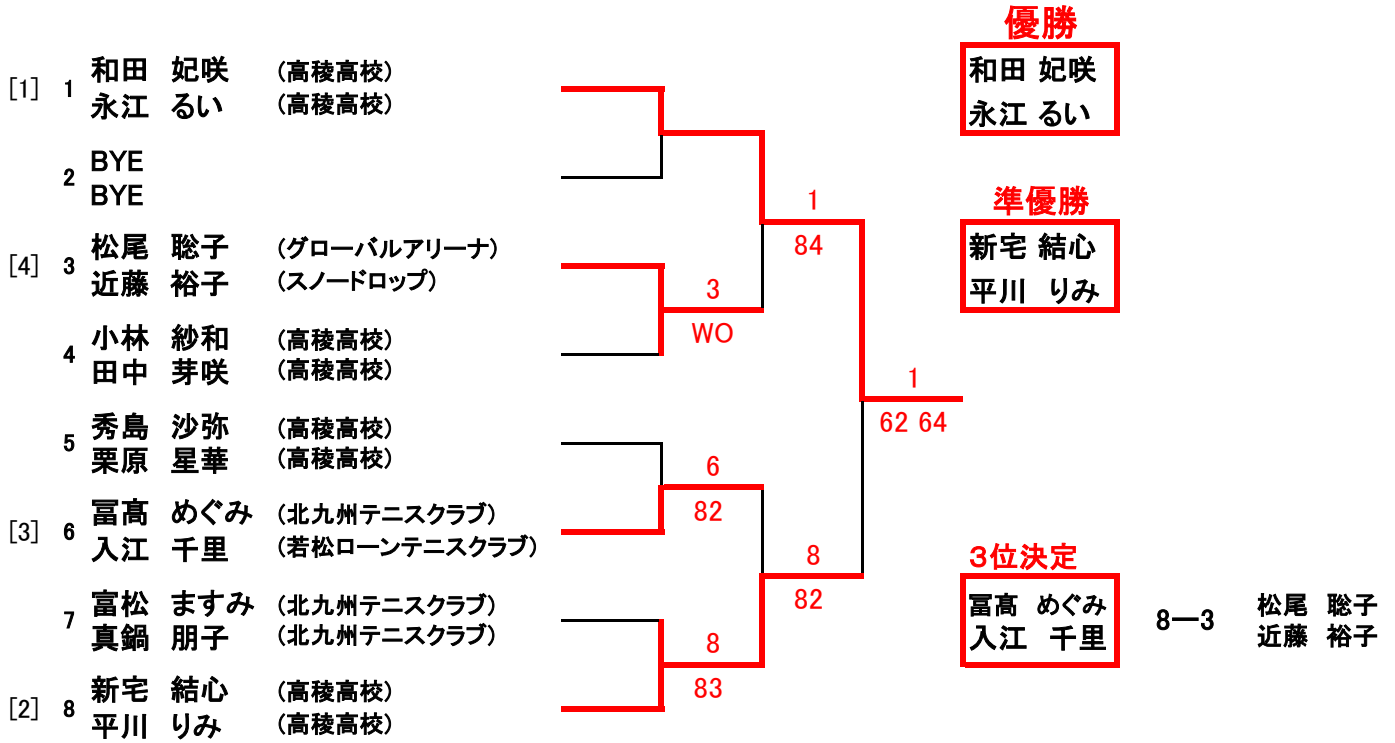 優勝
[1] 1 和田 妃咲 (高稜高校)
永江 るい (高稜高校)
和田 妃咲
永江 るい
2 BYE
BYE
準優勝
新宅 結心
平川 りみ
1
84
[4] 3 松尾 聡子 (グローバルアリーナ)
近藤 裕子 (スノードロップ)
3
WO
4 小林 紗和 (高稜高校)
田中 芽咲 (高稜高校)
1
62 64
5 秀島 沙弥 (高稜高校)
栗原 星華 (高稜高校)
6
82
[3] 6 冨髙 めぐみ (北九州テニスクラブ)
入江 千里 (若松ローンテニスクラブ)
8
82
3位決定
冨髙 めぐみ
入江 千里
8ー3
松尾 聡子
近藤 裕子
7 富松 ますみ (北九州テニスクラブ)
真鍋 朋子 (北九州テニスクラブ)
8
83
[2] 8 新宅 結心 (高稜高校)
平川 りみ (高稜高校)